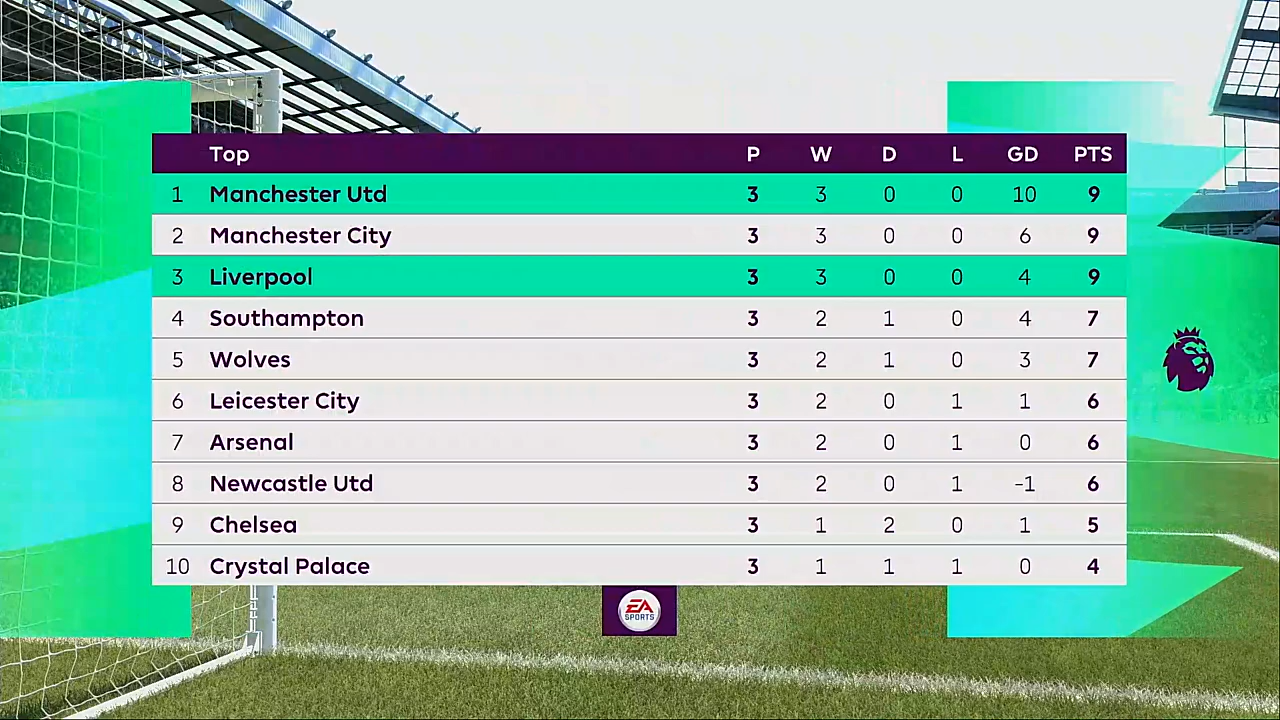 Top P W D L GD PTS
1 Manchester Utd 3 3 0 0 10 9
2 Manchester City 3 3 0 0 6 9
3 Liverpool 3 3 0 0 4 9
4 Southampton 3 2 1 0 4 7
5 Wolves 3 2 1 0 3 7
6 Leicester City 3 2 0 1 1 6
7 Arsenal 3 2 0 1 0 6
8 Newcastle Utd 3 2 0 1 -1 6
9 Chelsea 3 1 2 0 1 5
10 Crystal Palace 3 1 1 1 0 4
EA
SPORTS